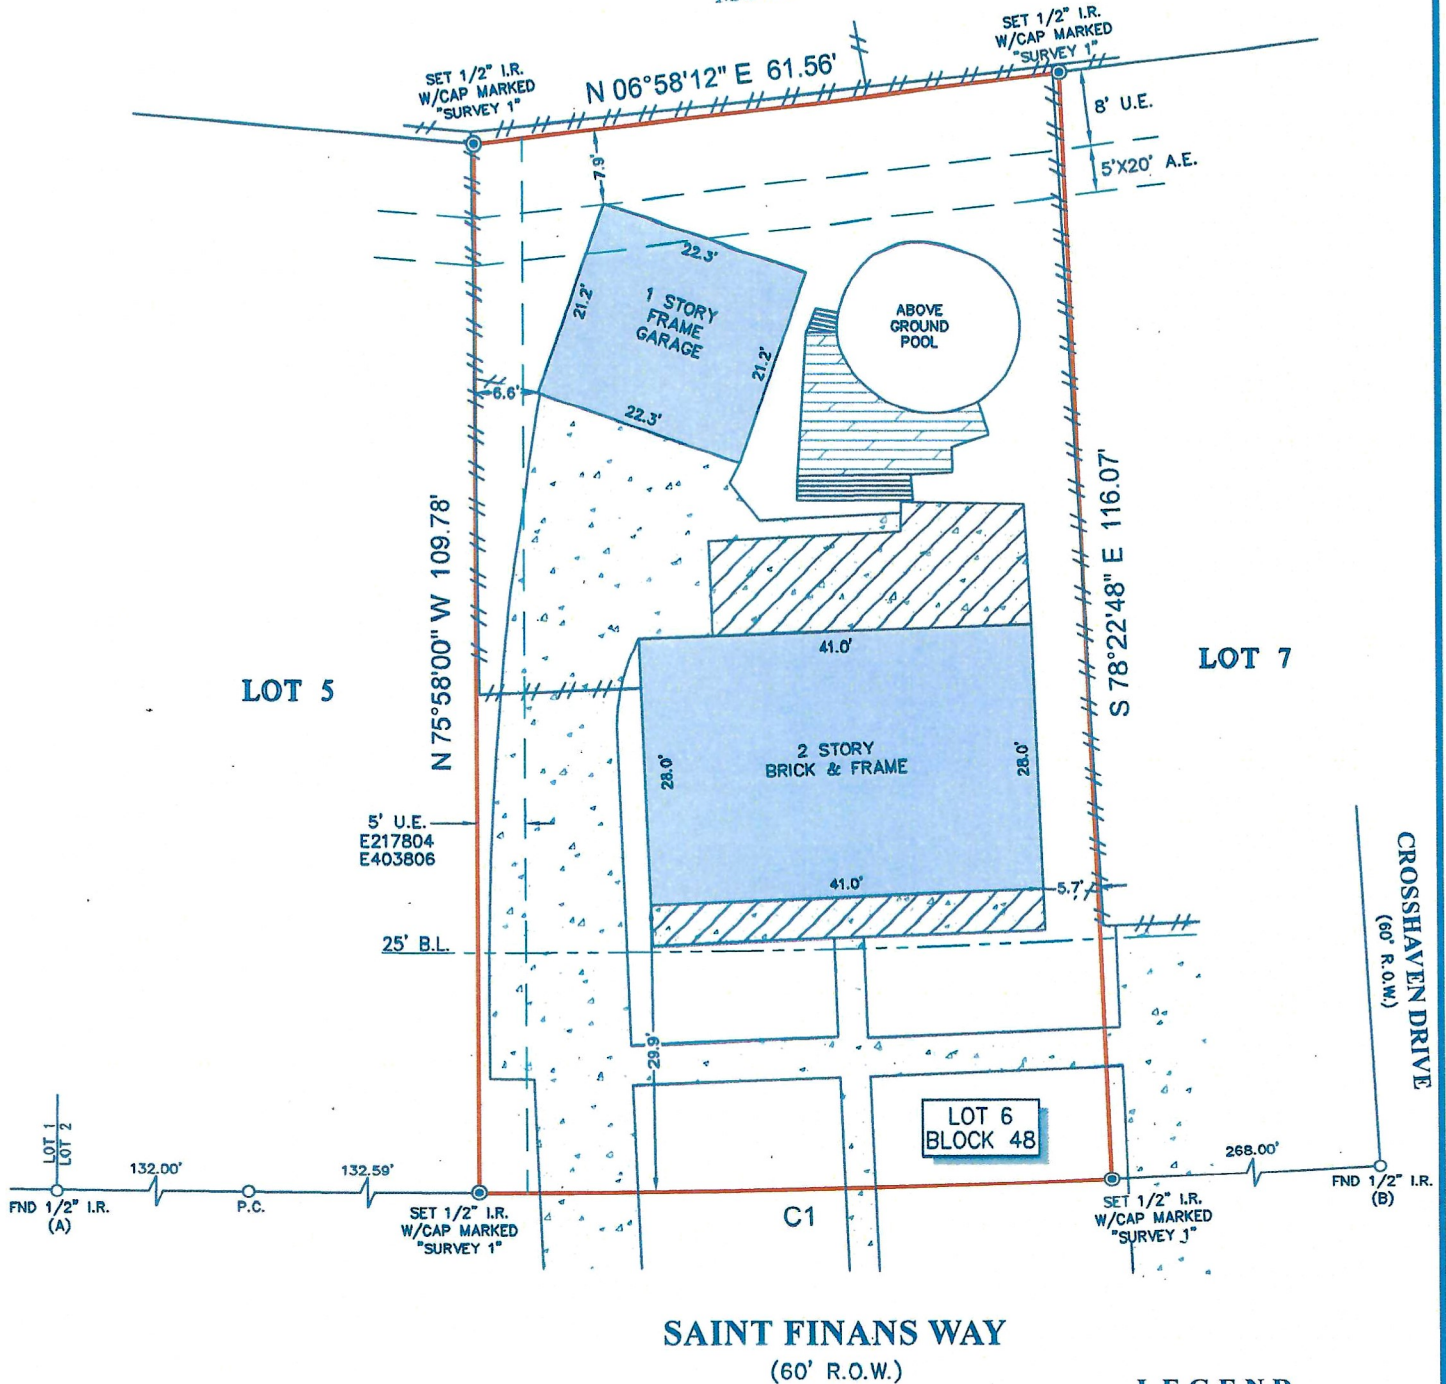 SET 1/2" I.R.
W/CAP MARKED
"SURVEY 1"
SET 1/2" I.R.
W/CAP MARKED
"SURVEY 1"
N 06°58'12" E 61.56'
8' U.E.
5'X20' A.E.
7.9'
22.3'
21.2'
1 STORY
FRAME
GARAGE
21.2'
22.3'
6.6'
ABOVE
GROUND
POOL
N 75°58'00" W 109.78'
S 78°22'48" E 116.07'
LOT 5
LOT 7
41.0'
28.0'
2 STORY
BRICK & FRAME
28.0'
41.0'
5.7'
5' U.E.
E217804
E403806
25' B.L.
29.9'
CROSSHAVEN DRIVE
(60' R.O.W.)
LOT 6
BLOCK 48
LOT 1
LOT 2
132.00'
132.59'
268.00'
FND 1/2" I.R.
(A)
P.C.
SET 1/2" I.R.
W/CAP MARKED
"SURVEY 1"
C1
SET 1/2" I.R.
W/CAP MARKED
"SURVEY 1"
FND 1/2" I.R.
(B)
SAINT FINANS WAY
(60' R.O.W.)
LEGEND